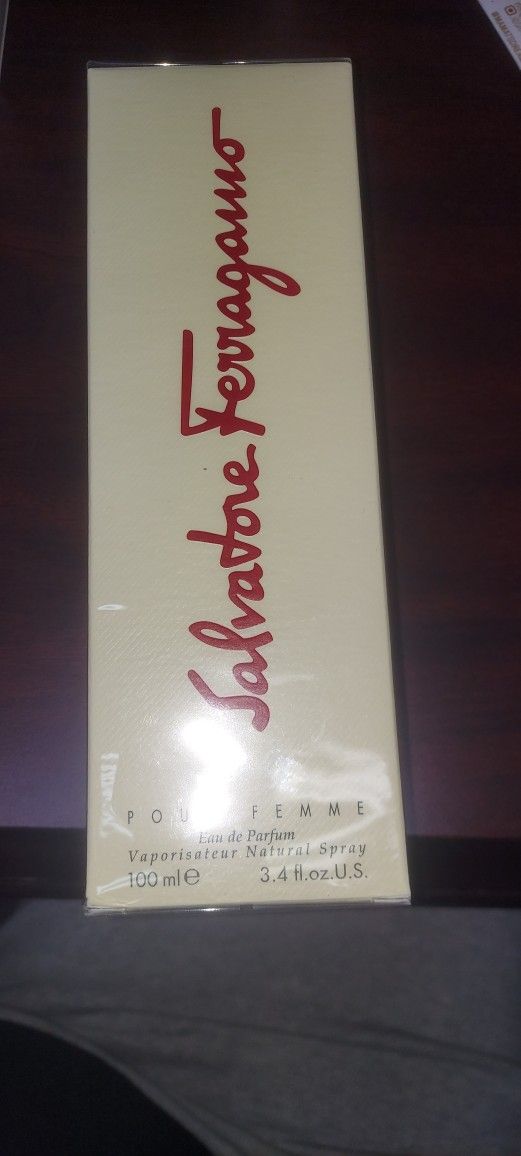 Salvatore Ferragamo
POUR FEMME
Eau de Parfum
Vaporisateur Natural Spray
100 ml ℮ 3.4 fl.oz.U.S.